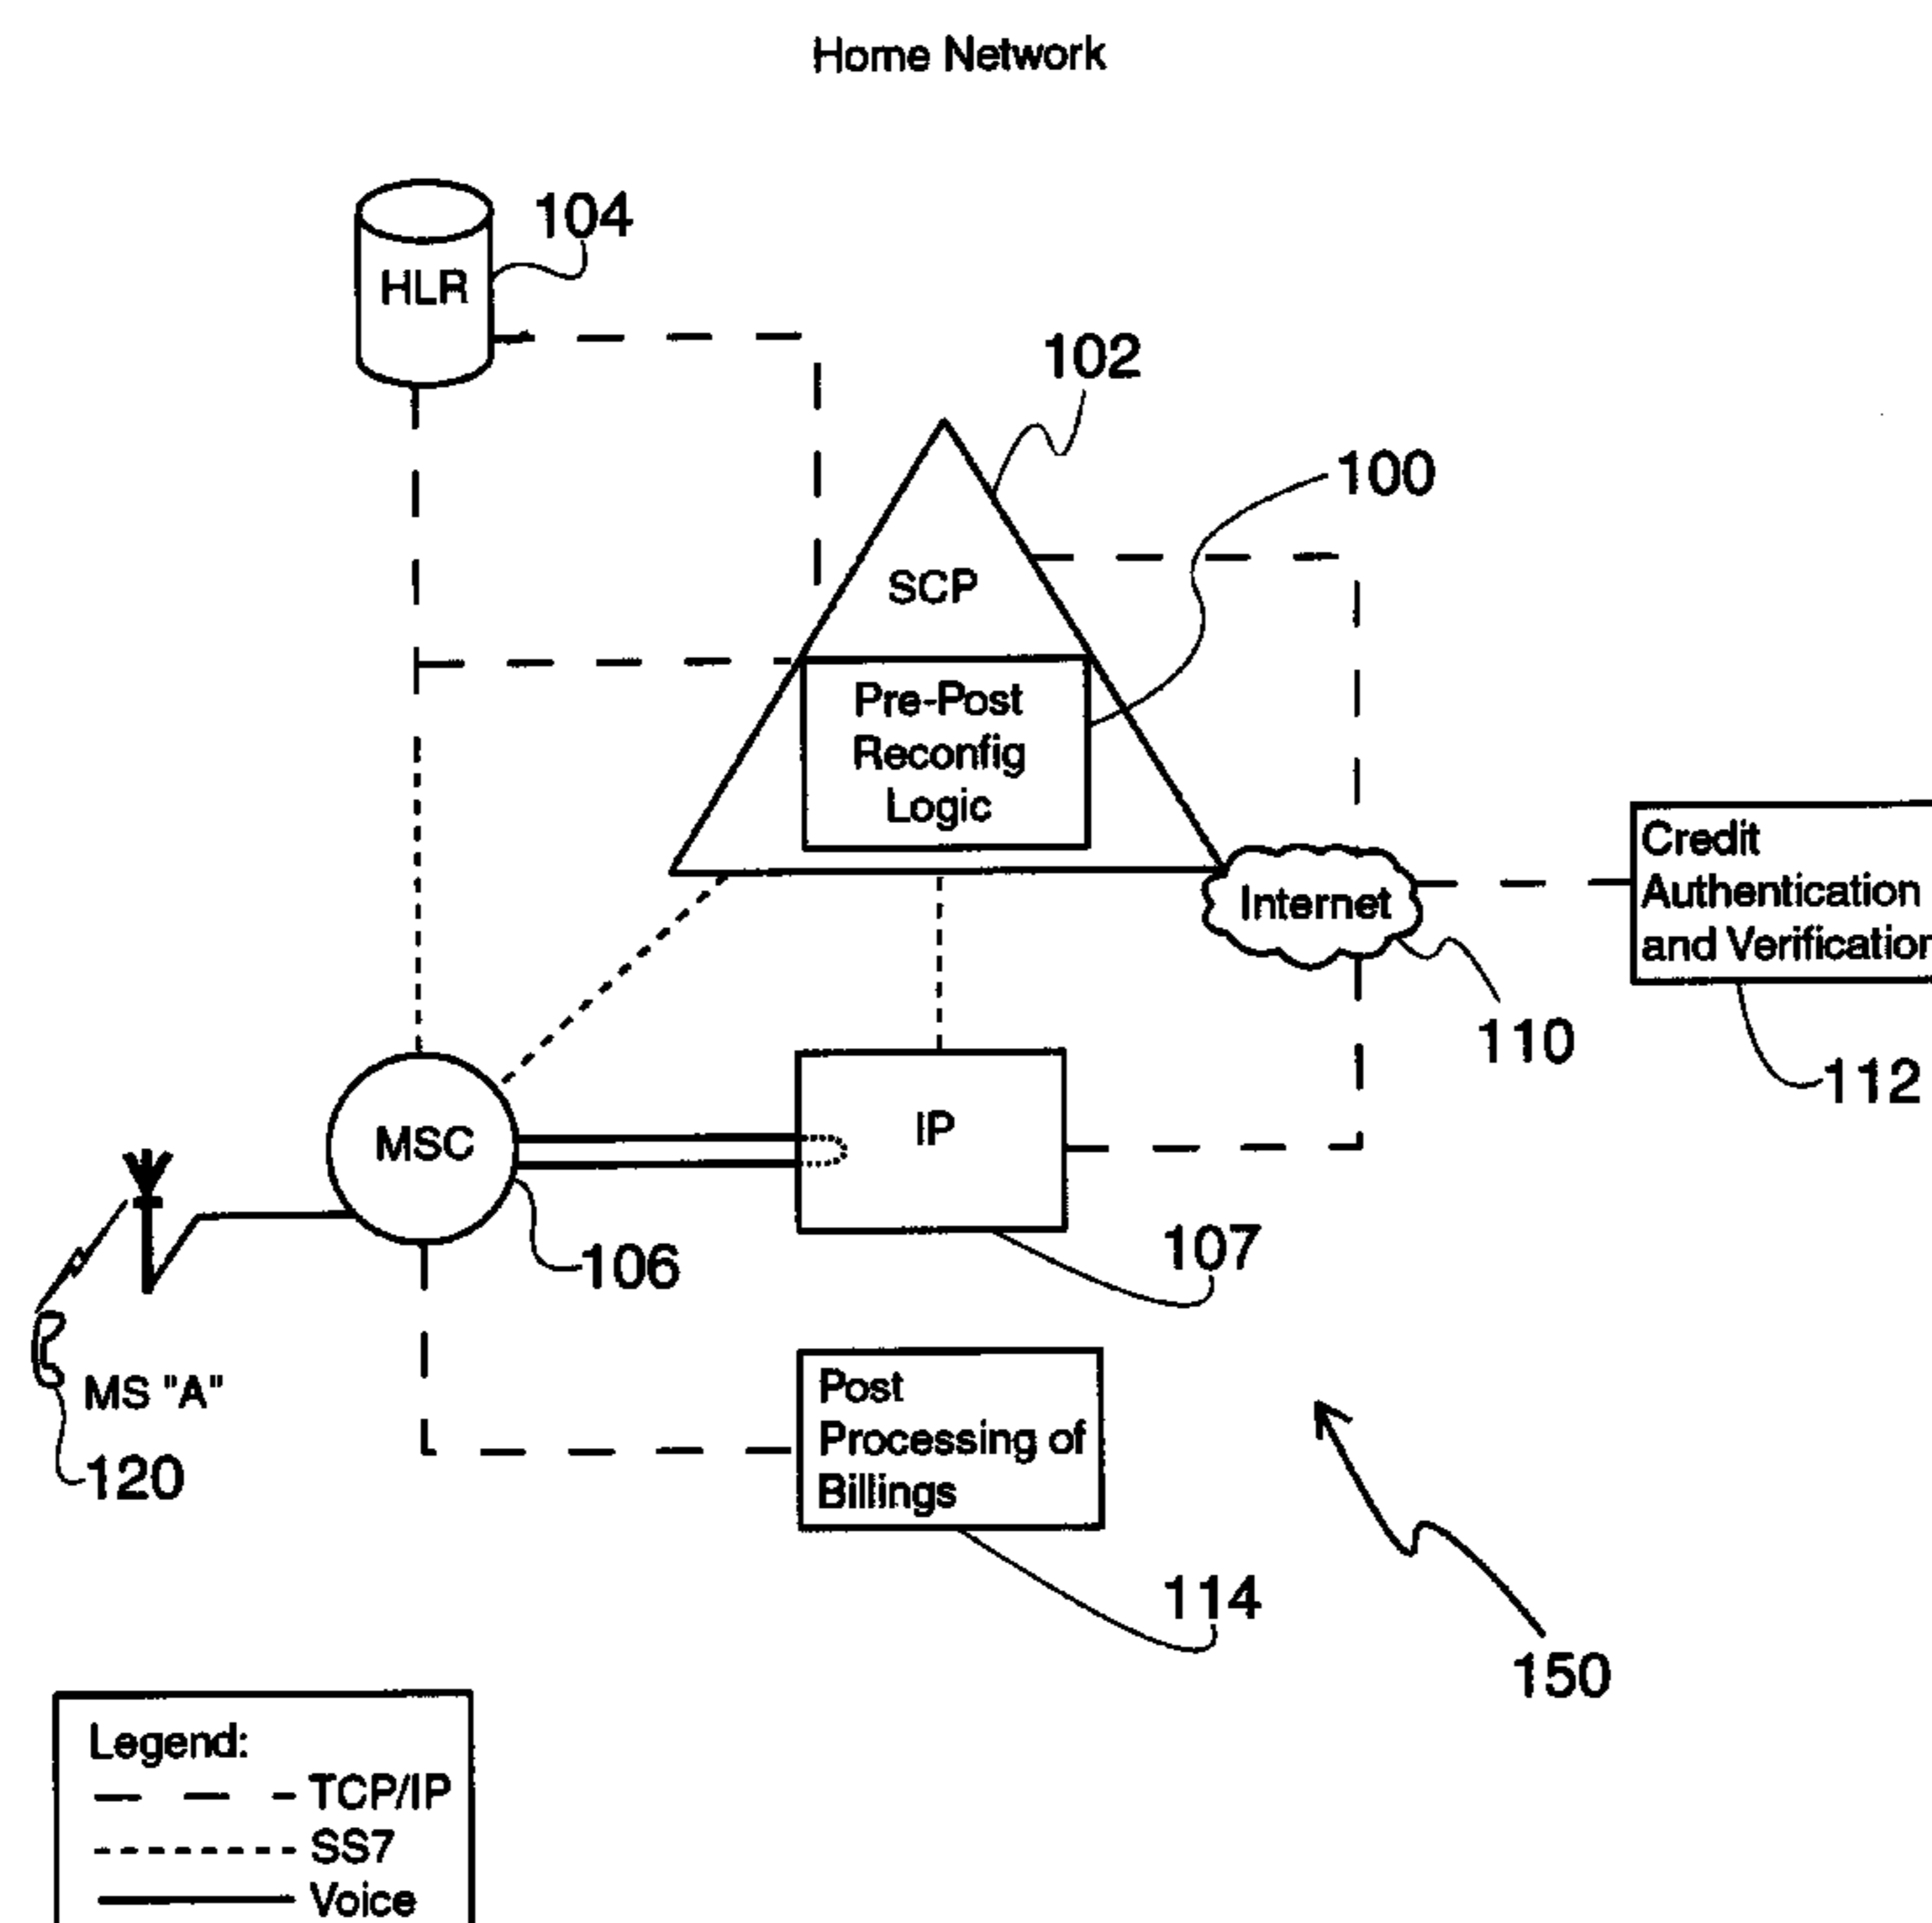 Home Network
104
HLR
102
100
SCP
Pre-Post
Reconfig
Logic
Credit
Authentication
and Verification
Internet
110
112
MSC
IP
106
107
MS "A"
120
Post
Processing of
Billings
114
150
Legend:
TCP/IP
SS7
Voice